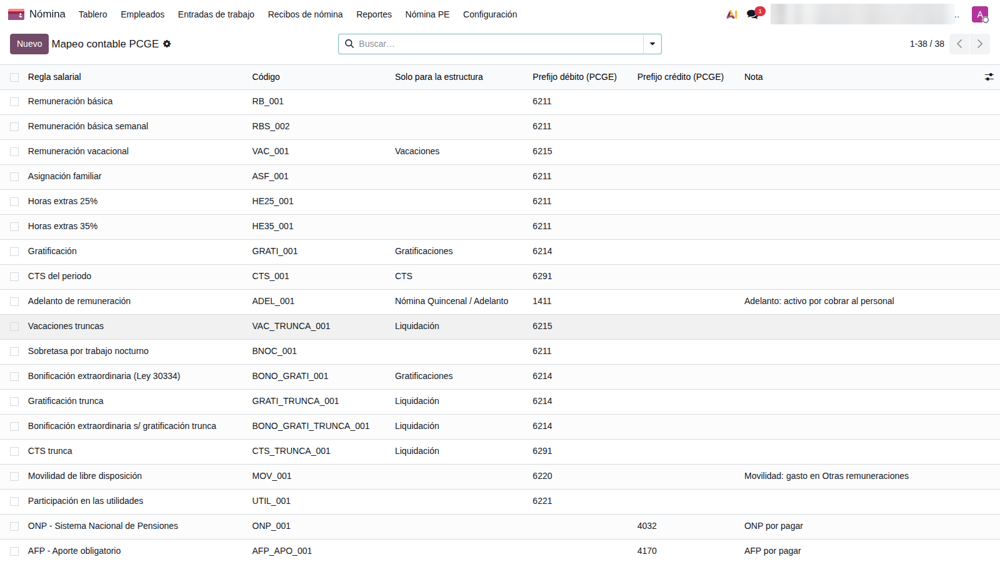 Nómina Tablero Empleados Entradas de trabajo Recibos de nómina Reportes Nómina PE Configuración AI 1 .. A
Nuevo Mapeo contable PCGE Buscar... 1-38 / 38
Regla salarial Código Solo para la estructura Prefijo débito (PCGE) Prefijo crédito (PCGE) Nota
Remuneración básica RB_001 6211
Remuneración básica semanal RBS_002 6211
Remuneración vacacional VAC_001 Vacaciones 6215
Asignación familiar ASF_001 6211
Horas extras 25% HE25_001 6211
Horas extras 35% HE35_001 6211
Gratificación GRATI_001 Gratificaciones 6214
CTS del periodo CTS_001 CTS 6291
Adelanto de remuneración ADEL_001 Nómina Quincenal / Adelanto 1411 Adelanto: activo por cobrar al personal
Vacaciones truncas VAC_TRUNCA_001 Liquidación 6215
Sobretasa por trabajo nocturno BNOC_001 6211
Bonificación extraordinaria (Ley 30334) BONO_GRATI_001 Gratificaciones 6214
Gratificación trunca GRATI_TRUNCA_001 Liquidación 6214
Bonificación extraordinaria s/ gratificación trunca BONO_GRATI_TRUNCA_001 Liquidación 6214
CTS trunca CTS_TRUNCA_001 Liquidación 6291
Movilidad de libre disposición MOV_001 6220 Movilidad: gasto en Otras remuneraciones
Participación en las utilidades UTIL_001 6221
ONP - Sistema Nacional de Pensiones ONP_001 4032 ONP por pagar
AFP - Aporte obligatorio AFP_APO_001 4170 AFP por pagar